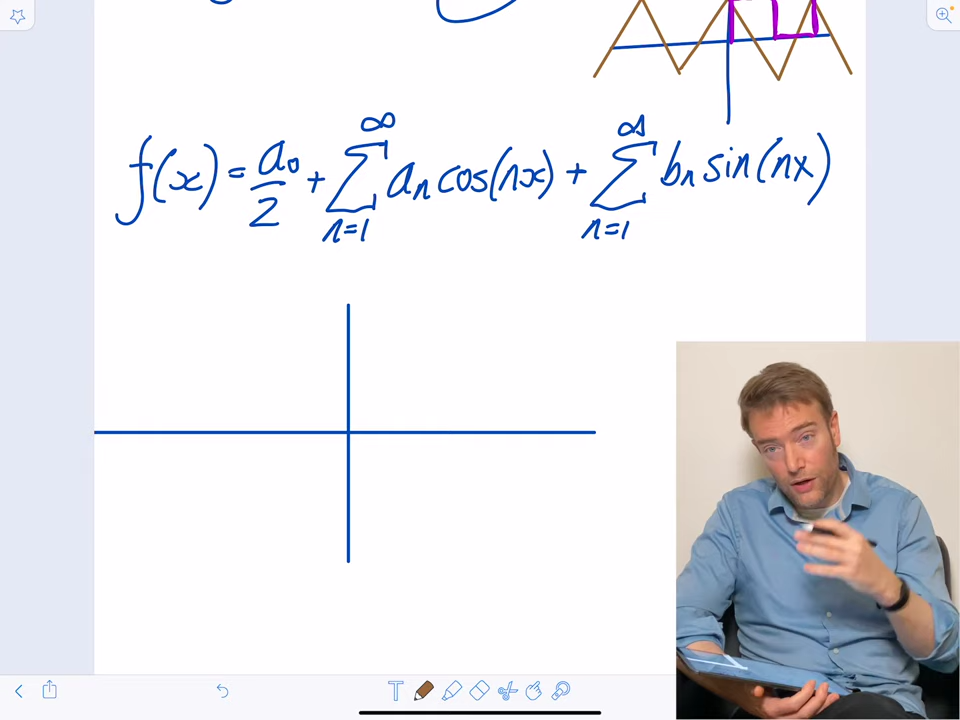 f(x) = a₀/2 + ∑_{n=1}^{∞} aₙ cos(nx) + ∑_{n=1}^{∞} bₙ sin(nx)
T